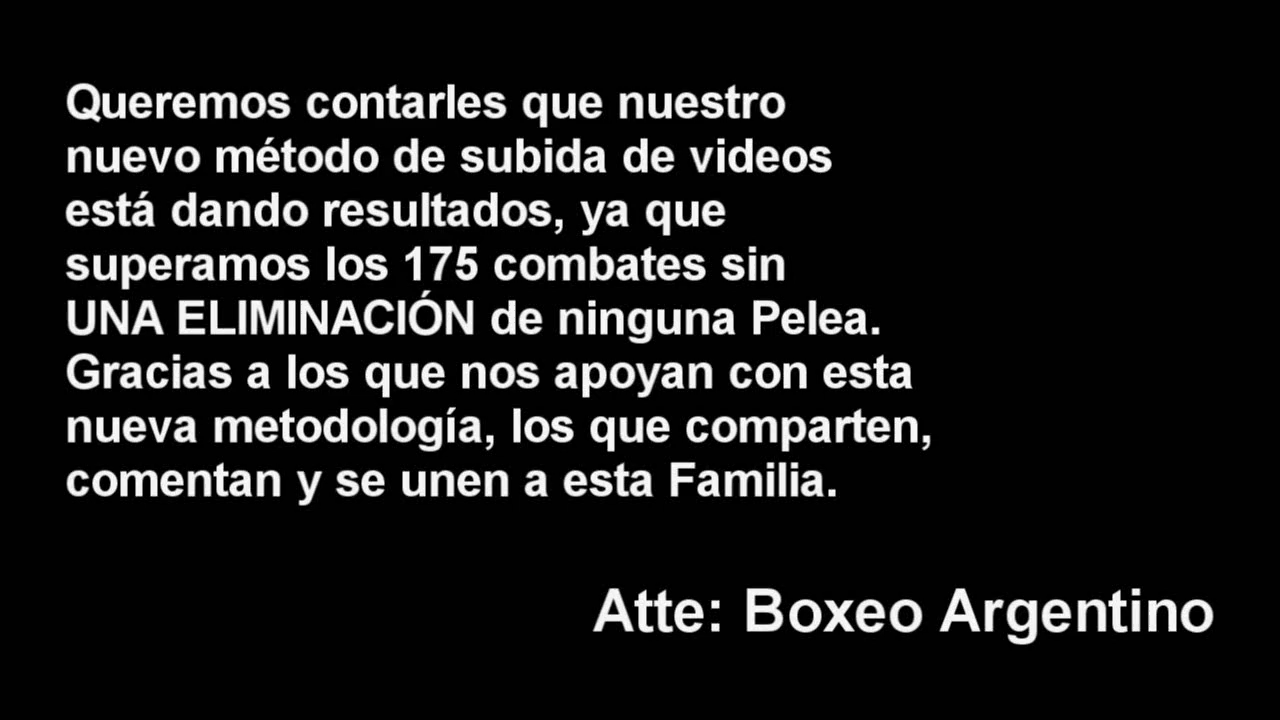 Queremos contarles que nuestro
nuevo método de subida de videos
está dando resultados, ya que
superamos los 175 combates sin
UNA ELIMINACIÓN de ninguna Pelea.
Gracias a los que nos apoyan con esta
nueva metodología, los que comparten,
comentan y se unen a esta Familia.
Atte: Boxeo Argentino